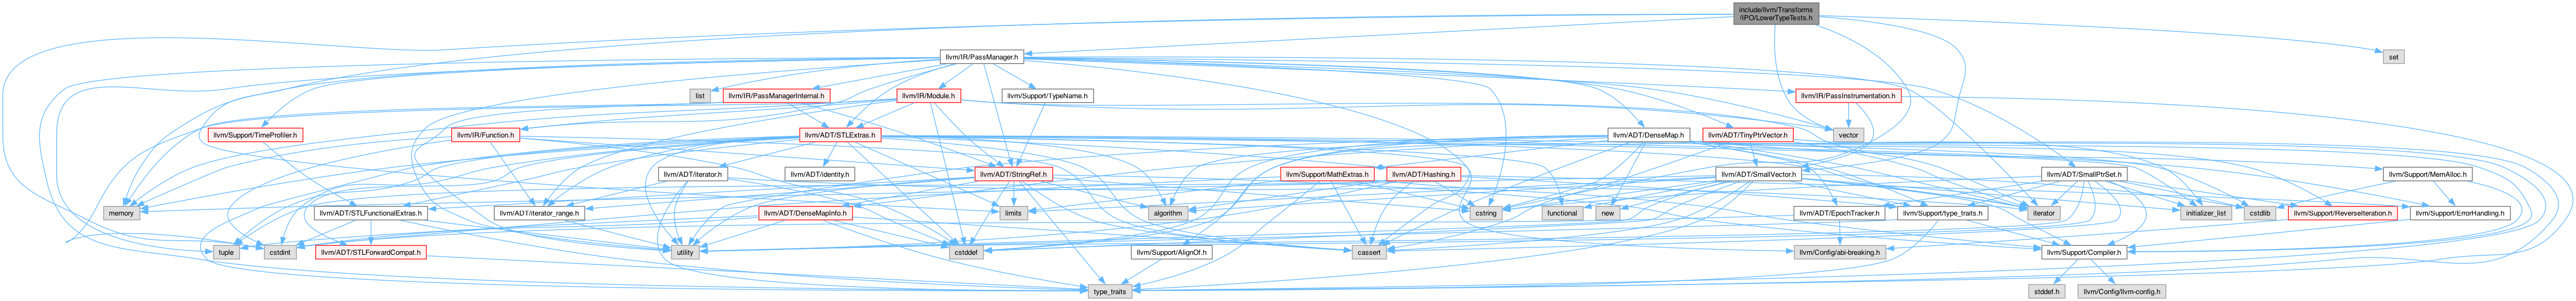 include/llvm/Transforms
/IPO/LowerTypeTests.h
llvm/IR/PassManager.h
set
list
llvm/IR/PassManagerInternal.h
llvm/IR/Module.h
llvm/Support/TypeName.h
llvm/IR/PassInstrumentation.h
llvm/Support/TimeProfiler.h
llvm/IR/Function.h
llvm/ADT/STLExtras.h
llvm/ADT/DenseMap.h
llvm/ADT/TinyPtrVector.h
vector
llvm/ADT/iterator.h
llvm/ADT/identity.h
llvm/ADT/StringRef.h
llvm/Support/MathExtras.h
llvm/ADT/Hashing.h
llvm/ADT/SmallVector.h
llvm/ADT/SmallPtrSet.h
llvm/Support/MemAlloc.h
memory
llvm/ADT/STLFunctionalExtras.h
llvm/ADT/iterator_range.h
llvm/ADT/DenseMapInfo.h
limits
algorithm
cstring
functional
new
llvm/ADT/EpochTracker.h
llvm/Support/type_traits.h
iterator
initializer_list
cstdlib
llvm/Support/ReverseIteration.h
llvm/Support/ErrorHandling.h
tuple
cstdint
llvm/ADT/STLForwardCompat.h
utility
cstddef
llvm/Support/AlignOf.h
cassert
llvm/Config/abi-breaking.h
llvm/Support/Compiler.h
type_traits
stddef.h
llvm/Config/llvm-config.h